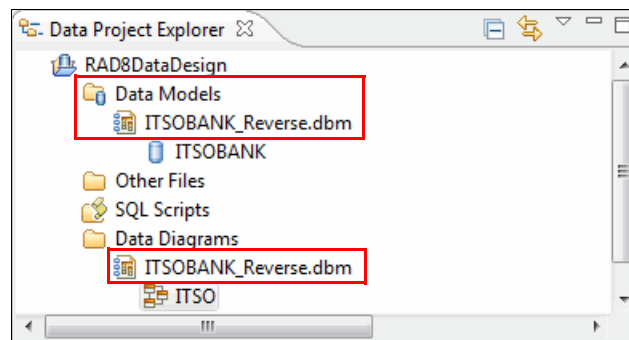 Data Project Explorer
RAD8DataDesign
Data Models
ITSOBANK_Reverse.dbm
ITSOBANK
Other Files
SQL Scripts
Data Diagrams
ITSOBANK_Reverse.dbm
ITSO